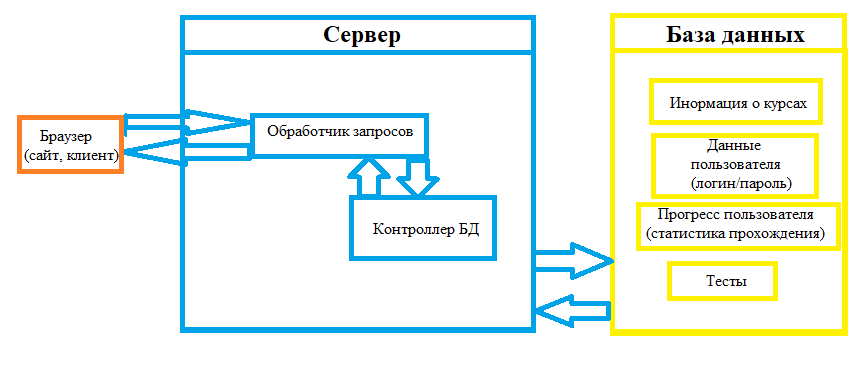 Сервер
База данных
Браузер
(сайт, клиент)
Обработчик запросов
Контроллер БД
Инормация о курсах
Данные
пользователя
(логин/пароль)
Прогресс пользователя
(статистика прохождения)
Тесты